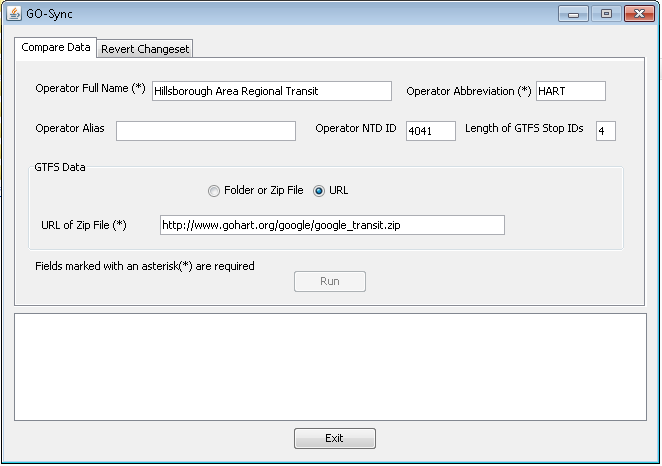 GO-Sync
Compare Data Revert Changeset
Operator Full Name (*) Hillsborough Area Regional Transit Operator Abbreviation (*) HART
Operator Alias Operator NTD ID 4041 Length of GTFS Stop IDs 4
GTFS Data
Folder or Zip File URL
URL of Zip File (*) http://www.gohart.org/google/google_transit.zip
Fields marked with an asterisk(*) are required
Run
Exit